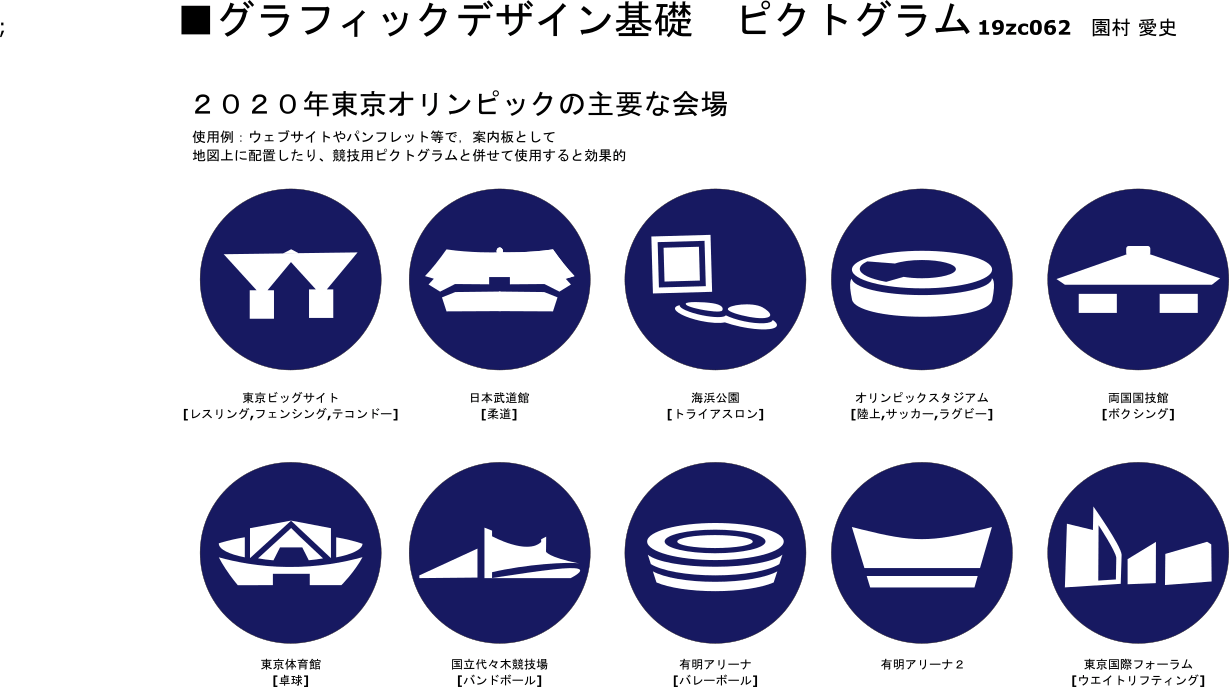 ;
■グラフィックデザイン基礎　ピクトグラム 19zc062 園村 愛史
２０２０年東京オリンピックの主要な会場
使用例：ウェブサイトやパンフレット等で、案内板として
地図上に配置したり、競技用ピクトグラムと併せて使用すると効果的
東京ビッグサイト
[レスリング,フェンシング,テコンドー]
日本武道館
[柔道]
海浜公園
[トライアスロン]
オリンピックスタジアム
[陸上,サッカー,ラグビー]
両国国技館
[ボクシング]
東京体育館
[卓球]
国立代々木競技場
[バンドボール]
有明アリーナ
[バレーボール]
有明アリーナ２
東京国際フォーラム
[ウエイトリフティング]